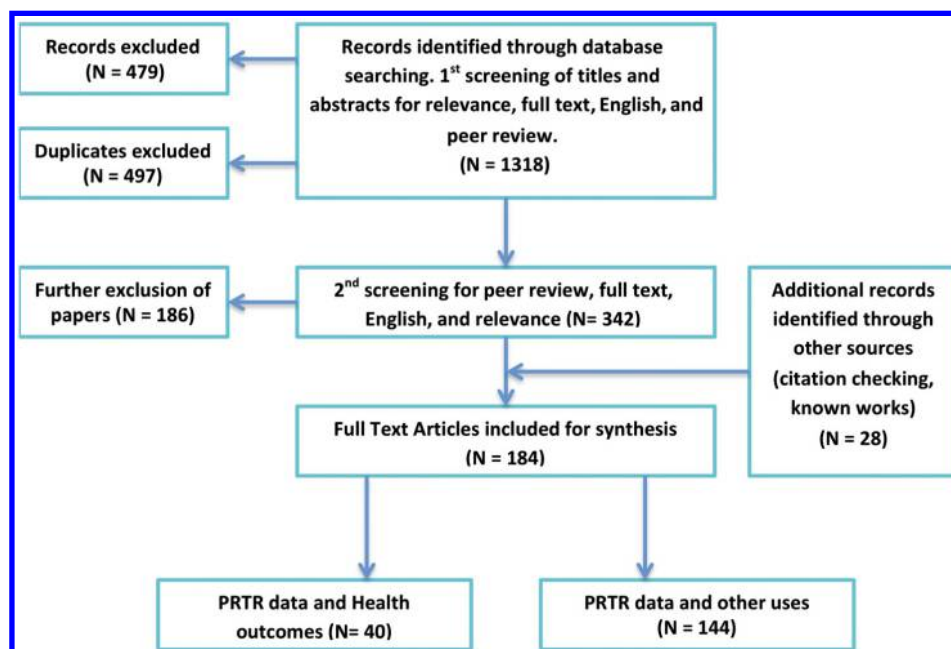 Records excluded
(N = 479)
Records identified through database
searching. 1st screening of titles and
abstracts for relevance, full text, English, and
peer review.
(N = 1318)
Duplicates excluded
(N = 497)
Further exclusion of
papers (N = 186)
2nd screening for peer review, full text,
English, and relevance (N= 342)
Additional records
identified through
other sources
(citation checking,
known works)
(N = 28)
Full Text Articles included for synthesis
(N = 184)
PRTR data and Health
outcomes (N= 40)
PRTR data and other uses
(N = 144)